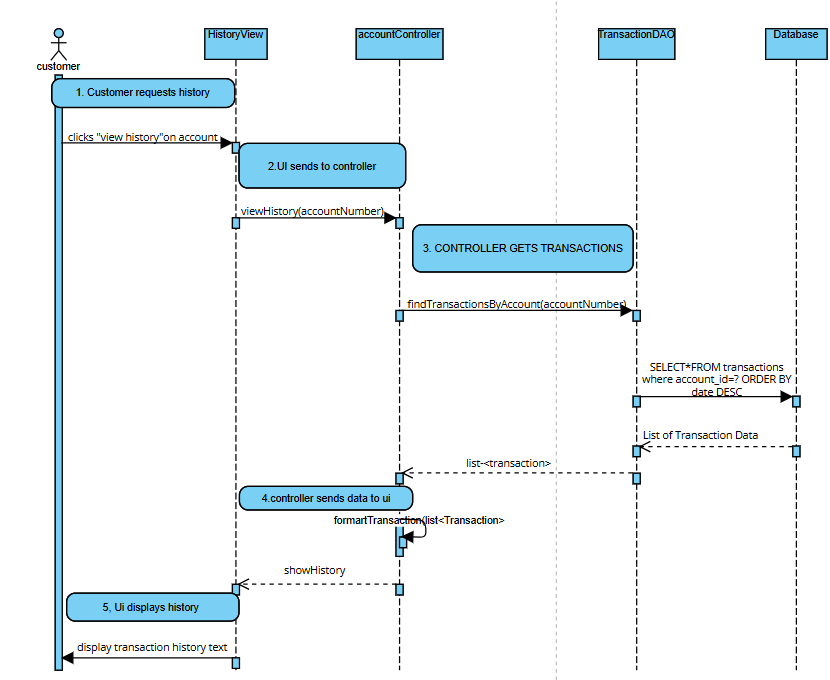 HistoryView
accountController
TransactionDAO
Database
customer
1. Customer requests history
clicks "view history"on account
2.UI sends to controller
viewHistory(accountNumber)
3. CONTROLLER GETS TRANSACTIONS
findTransactionsByAccount(accountNumber)
SELECT*FROM transactions
where account_id=? ORDER BY
date DESC
List of Transaction Data
list-<transaction>
4.controller sends data to ui
formartTransaction(list<Transaction>
showHistory
5, Ui displays history
display transaction history text